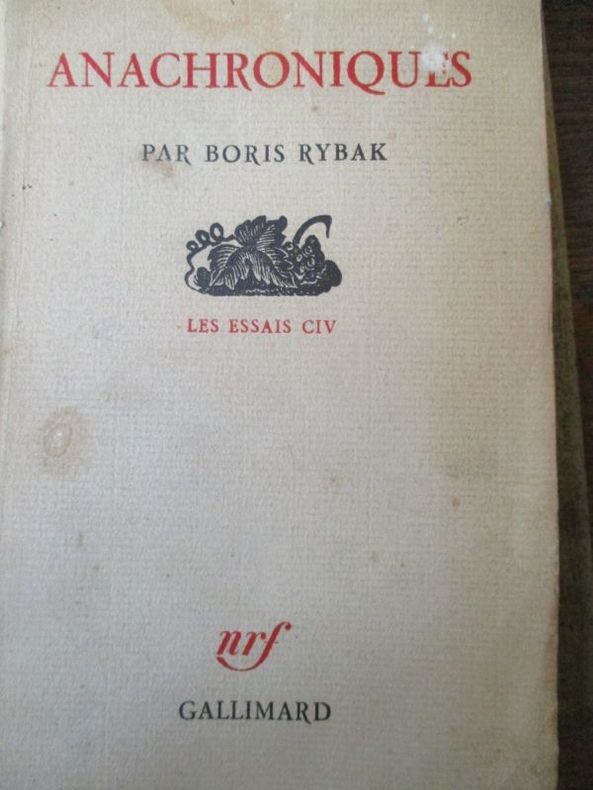 ANACHRONIQUES
PAR BORIS RYBAK
LES ESSAIS CIV
nrf
GALLIMARD